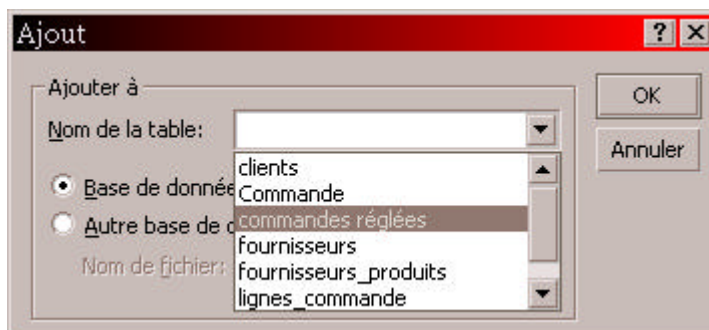 Ajout
Ajouter à
OK
Nom de la table:
Annuler
clients
Base de donnée
Commande
Autre base de
commandes réglées
fournisseurs
Nom de fichier:
fournisseurs_produits
lignes_commande